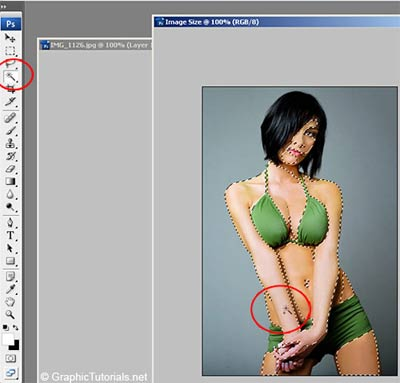 Image Size @ 100% (RGB/8)
Ps
IMG_1126.jpg @ 100% (Layer
T
© GraphicTutorials.net